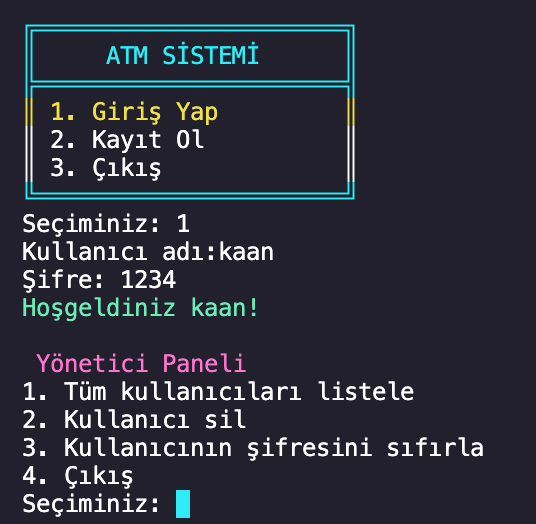 ATM SİSTEMİ
1. Giriş Yap
2. Kayıt Ol
3. Çıkış
Seçiminiz: 1
Kullanıcı adı:kaan
Şifre: 1234
Hoşgeldiniz kaan!
Yönetici Paneli
1. Tüm kullanıcıları listele
2. Kullanıcı sil
3. Kullanıcının şifresini sıfırla
4. Çıkış
Seçiminiz: